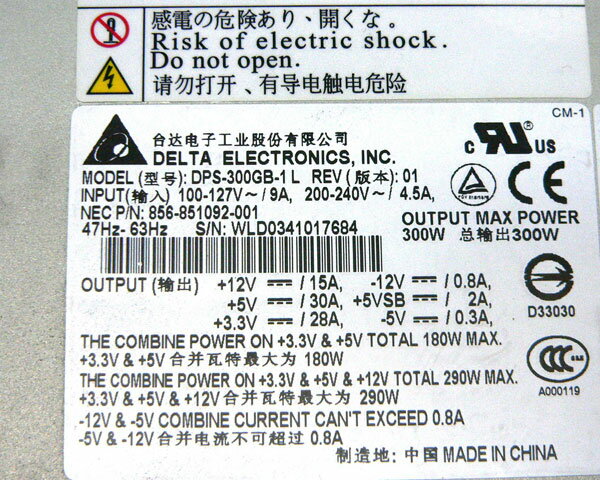 感電の危険あり、開くな。
Risk of electric shock.
Do not open.
请勿打开、有导电触电危险
CM-1
台达电子工业股份有限公司
DELTA ELECTRONICS, INC.
c RU® US
MODEL (型号): DPS-300GB-1 L REV (版本): 01
INPUT(输入) 100-127V～/ 9A, 200-240V～/ 4.5A,
NEC P/N: 856-851092-001
47Hz- 63Hz S/N: WLD0341017684
CE
OUTPUT MAX POWER
300W 总输出300W
OUTPUT (输出) +12V ⎓ / 15A, -12V ⎓ / 0.8A,
+5V ⎓ / 30A, +5VSB ⎓ / 2A,
+3.3V ⎓ / 28A, -5V ⎓ / 0.3A,
D33030
THE COMBINE POWER ON +3.3V & +5V TOTAL 180W MAX.
+3.3V & +5V 合并瓦特最大为 180W
THE COMBINE POWER ON +3.3V & +5V & +12V TOTAL 290W MAX.
+3.3V & +5V & +12V 合并瓦特最大为 290W
CCC
A000119
-12V & -5V COMBINE CURRENT CAN'T EXCEED 0.8A
-5V & -12V 合并电流不可超过 0.8A
制造地: 中国 MADE IN CHINA